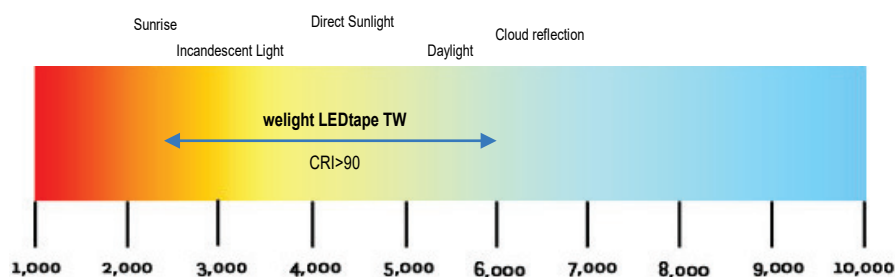 Direct Sunlight
Sunrise
Cloud reflection
Incandescent Light
Daylight
welight LEDtape TW
CRI>90
1,000 2,000 3,000 4,000 5,000 6,000 7,000 8,000 9,000 10,000